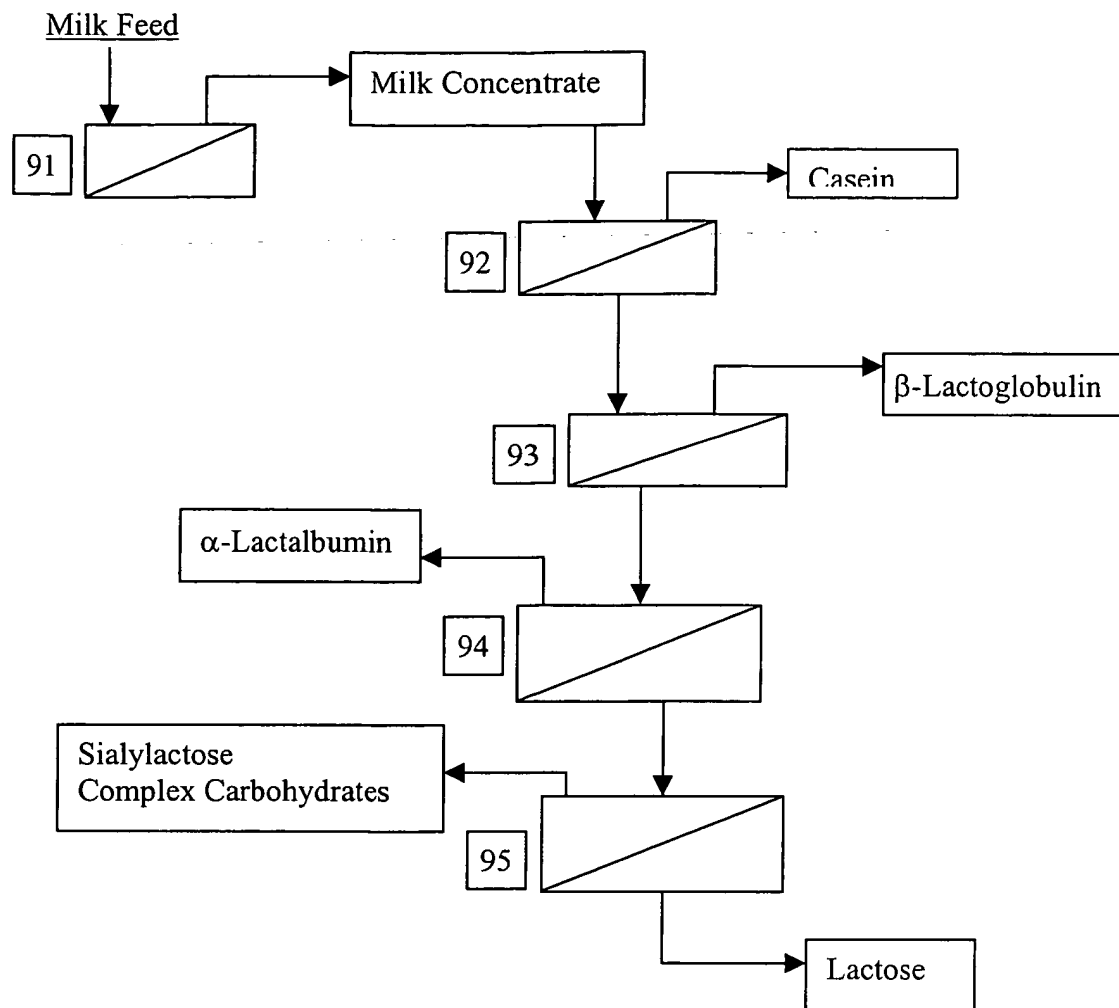 Milk Feed
Milk Concentrate
91
Casein
92
β-Lactoglobulin
93
α-Lactalbumin
94
Sialylactose
Complex Carbohydrates
95
Lactose